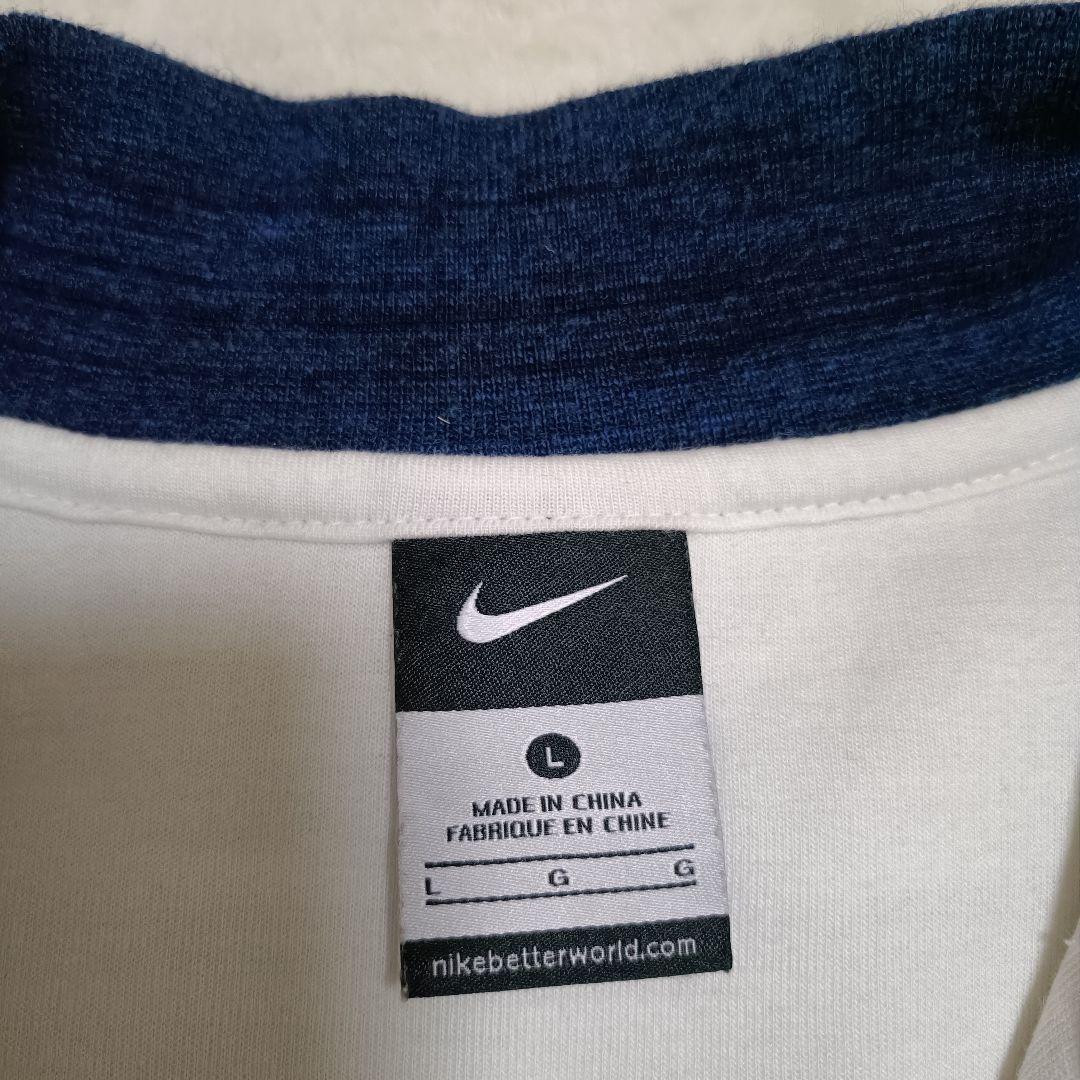 L
MADE IN CHINA
FABRIQUE EN CHINE
L G G
nikebetterworld.com